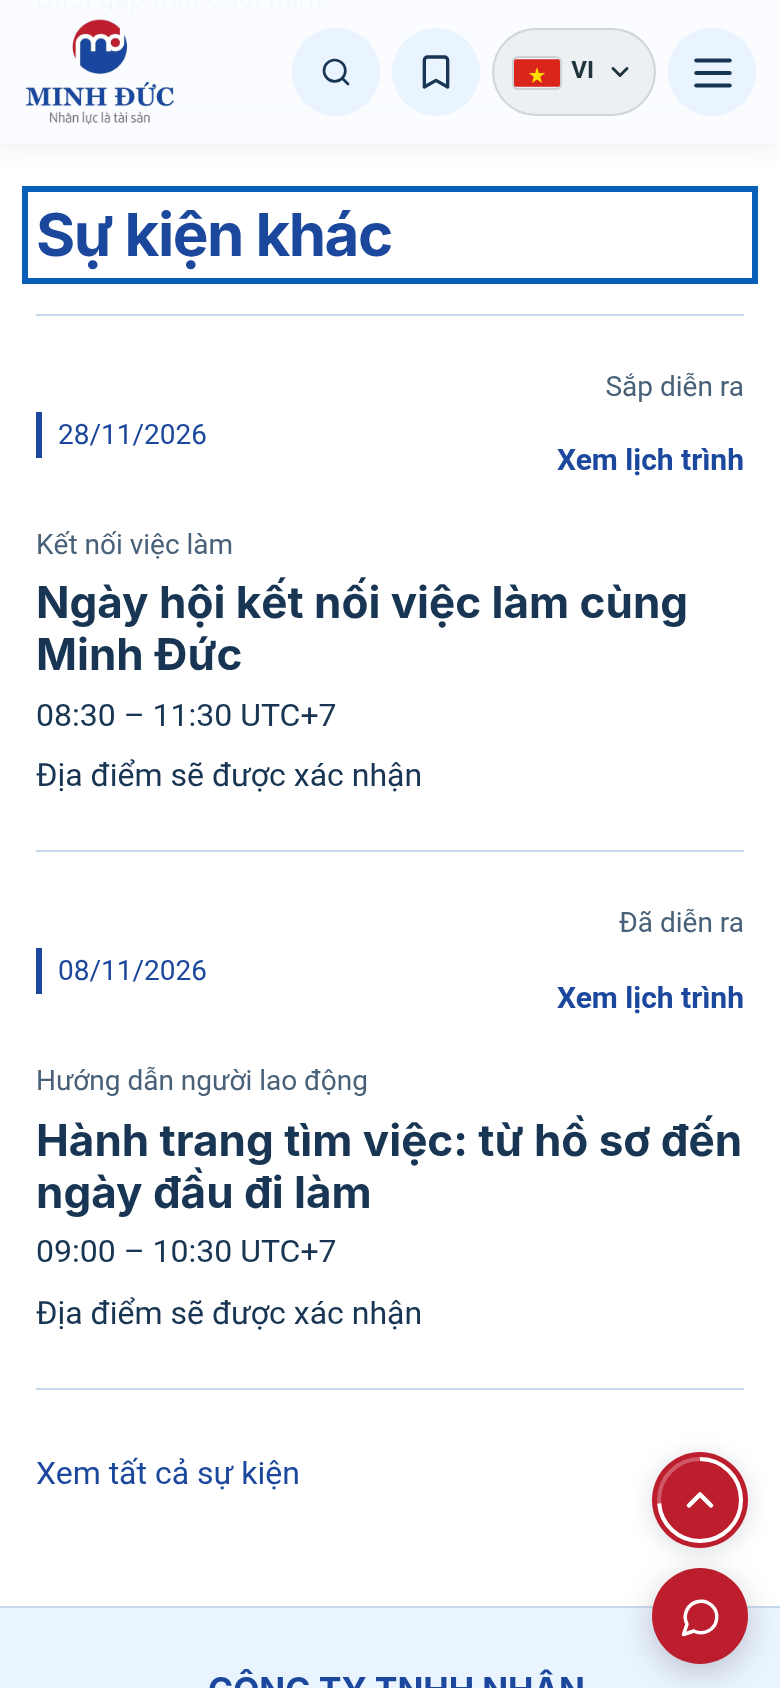 MINH ĐỨC
Nhân lực là tài sản
VI
Sự kiện khác
Sắp diễn ra
28/11/2026
Xem lịch trình
Kết nối việc làm
Ngày hội kết nối việc làm cùng
Minh Đức
08:30 – 11:30 UTC+7
Địa điểm sẽ được xác nhận
Đã diễn ra
08/11/2026
Xem lịch trình
Hướng dẫn người lao động
Hành trang tìm việc: từ hồ sơ đến
ngày đầu đi làm
09:00 – 10:30 UTC+7
Địa điểm sẽ được xác nhận
Xem tất cả sự kiện
CÔNG TY TNHH NHÂN